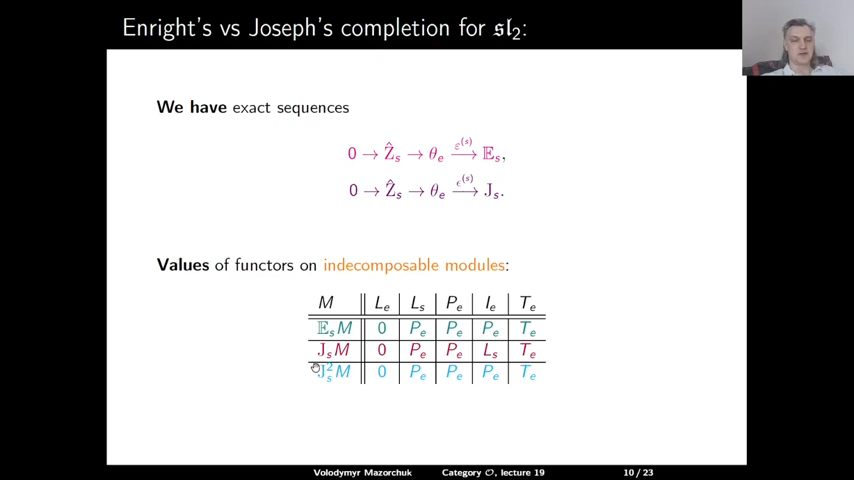 Enright's vs Joseph's completion for 𝔰𝔩₂:
We have exact sequences
0 → Ẑₛ → θₑ —ε⁽ˢ⁾→ 𝔼ₛ,
0 → Ẑₛ → θₑ —ϵ⁽ˢ⁾→ Jₛ.
Values of functors on indecomposable modules:
M Lₑ Lₛ Pₑ Iₑ Tₑ
𝔼ₛM 0 Pₑ Pₑ Pₑ Tₑ
JₛM 0 Pₑ Pₑ Lₛ Tₑ
Jₛ²M 0 Pₑ Pₑ Pₑ Tₑ
Volodymyr Mazorchuk Category 𝒪, lecture 19 10 / 23